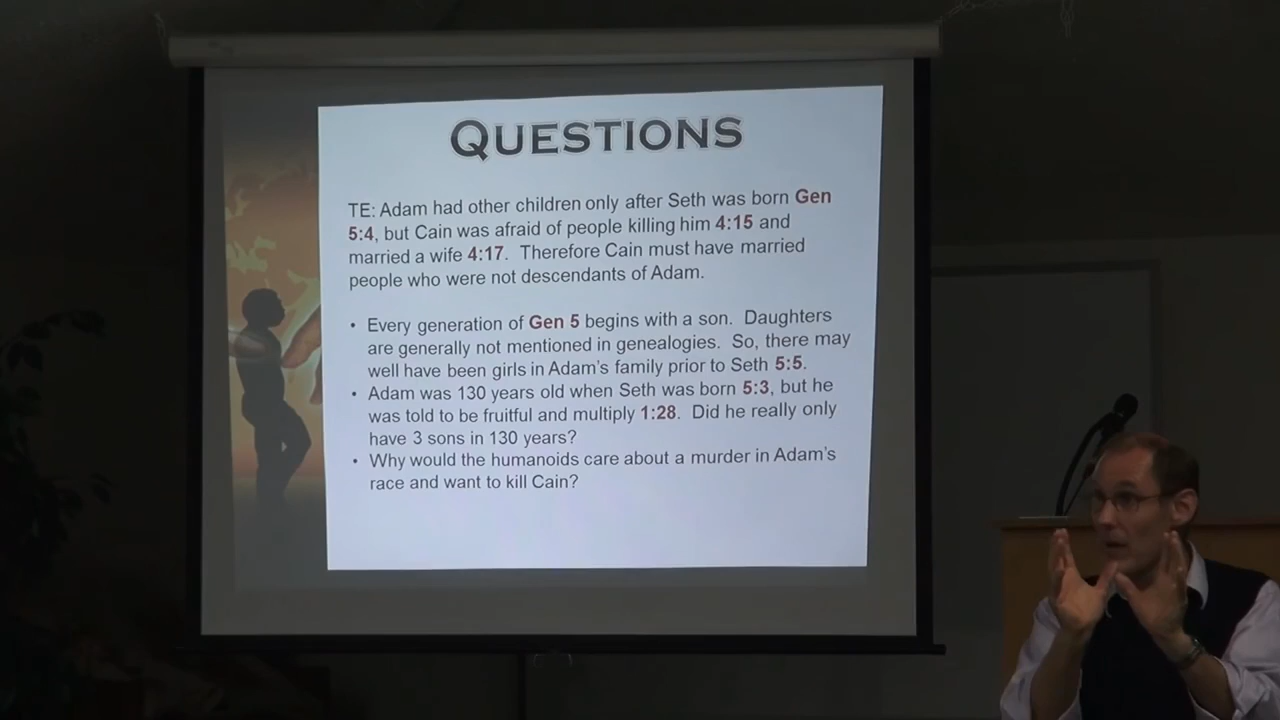 QUESTIONS
TE: Adam had other children only after Seth was born Gen
5:4, but Cain was afraid of people killing him 4:15 and
married a wife 4:17. Therefore Cain must have married
people who were not descendants of Adam.
• Every generation of Gen 5 begins with a son. Daughters
are generally not mentioned in genealogies. So, there may
well have been girls in Adam's family prior to Seth 5:5.
• Adam was 130 years old when Seth was born 5:3, but he
was told to be fruitful and multiply 1:28. Did he really only
have 3 sons in 130 years?
• Why would the humanoids care about a murder in Adam's
race and want to kill Cain?